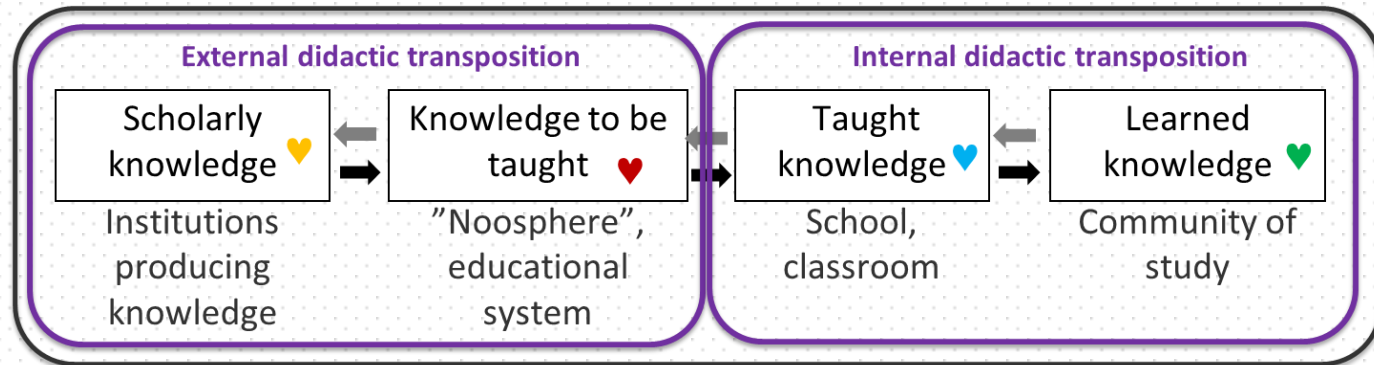 External didactic transposition
Internal didactic transposition
Scholarly
knowledge
Knowledge to be
taught
Taught
knowledge
Learned
knowledge
Institutions
producing
knowledge
”Noosphere”,
educational
system
School,
classroom
Community of
study